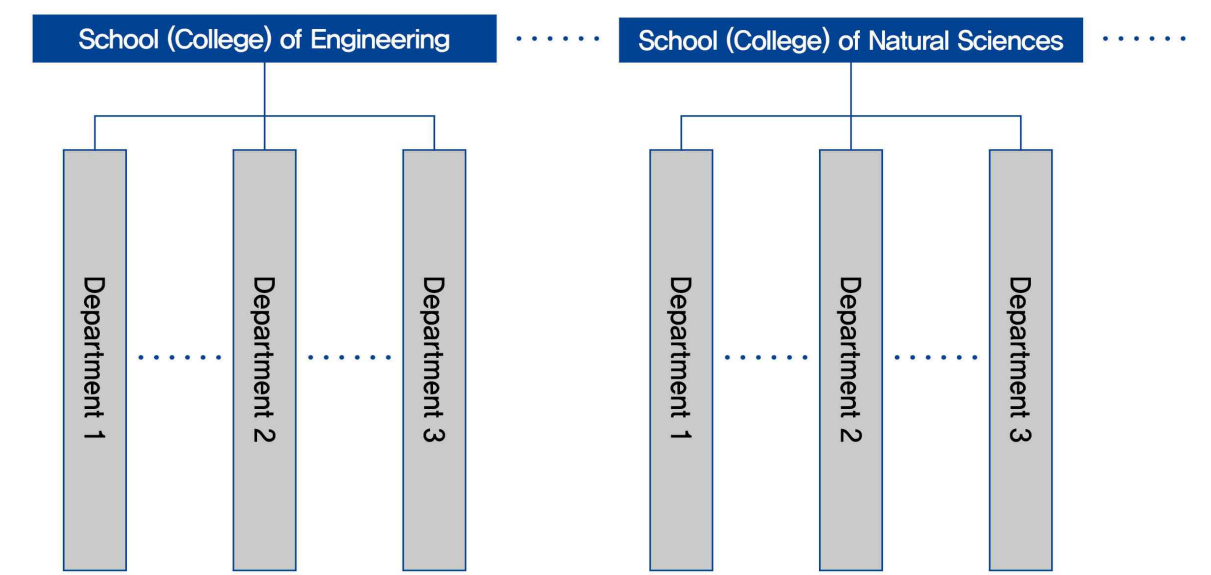 School (College) of Engineering
School (College) of Natural Sciences
Department 1
Department 2
Department 3
Department 1
Department 2
Department 3